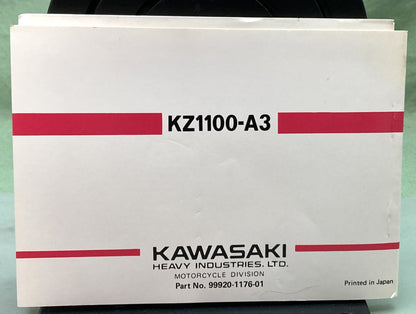 KZ1100-A3
KAWASAKI
HEAVY INDUSTRIES, LTD.
MOTORCYCLE DIVISION
Part No. 99920-1176-01
Printed in Japan